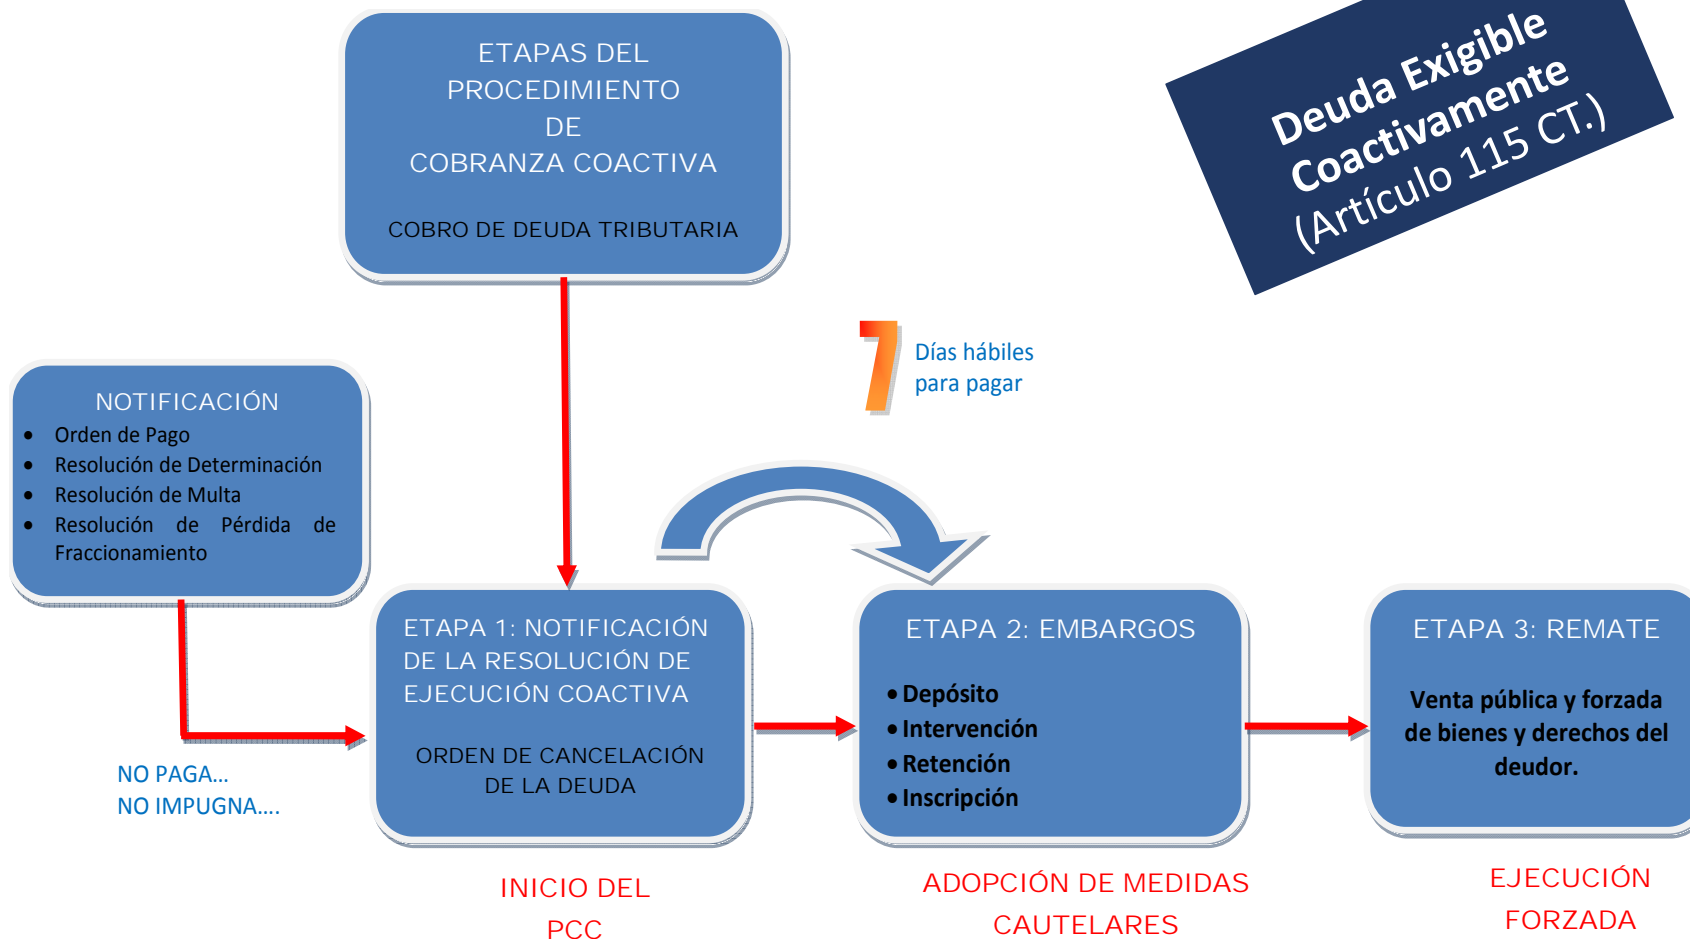 ETAPAS DEL
PROCEDIMIENTO
DE
COBRANZA COACTIVA
COBRO DE DEUDA TRIBUTARIA
Deuda Exigible
Coactivamente
(Artículo 115 CT.)
7 Días hábiles
para pagar
NOTIFICACIÓN
• Orden de Pago
• Resolución de Determinación
• Resolución de Multa
• Resolución de Pérdida de
Fraccionamiento
NO PAGA...
NO IMPUGNA....
ETAPA 1: NOTIFICACIÓN
DE LA RESOLUCIÓN DE
EJECUCIÓN COACTIVA
ORDEN DE CANCELACIÓN
DE LA DEUDA
INICIO DEL
PCC
ETAPA 2: EMBARGOS
• Depósito
• Intervención
• Retención
• Inscripción
ADOPCIÓN DE MEDIDAS
CAUTELARES
ETAPA 3: REMATE
Venta pública y forzada
de bienes y derechos del
deudor.
EJECUCIÓN
FORZADA